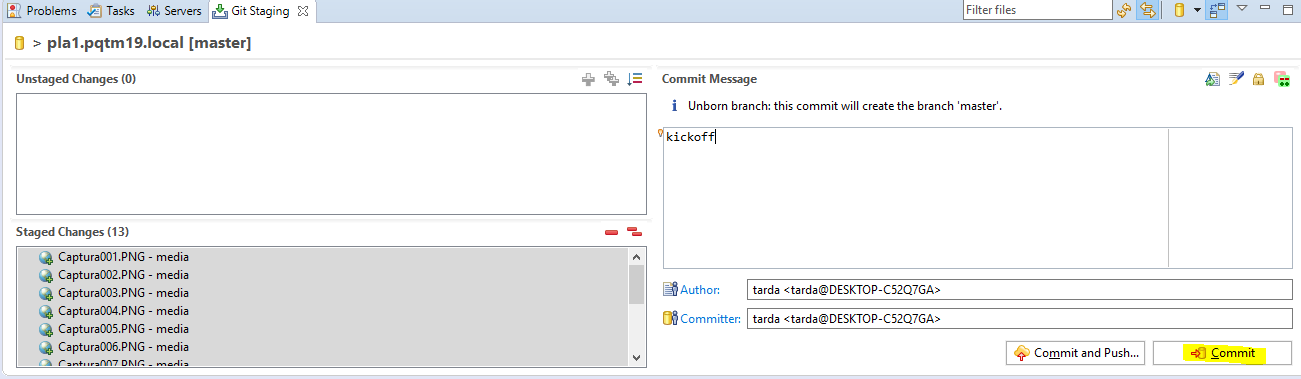 Problems Tasks Servers Git Staging Filter files
> pla1.pqtm19.local [master]
Unstaged Changes (0)
Staged Changes (13)
Captura001.PNG - media
Captura002.PNG - media
Captura003.PNG - media
Captura004.PNG - media
Captura005.PNG - media
Captura006.PNG - media
Captura007.PNG - media
Commit Message
Unborn branch: this commit will create the branch 'master'.
kickoff
Author: tarda <tarda@DESKTOP-C52Q7GA>
Committer: tarda <tarda@DESKTOP-C52Q7GA>
Commit and Push... Commit